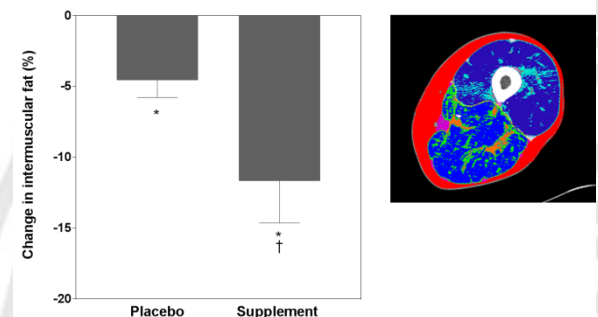 Change in intermuscular fat (%)
0
-5
-10
-15
-20
*
*
†
Placebo
Supplement